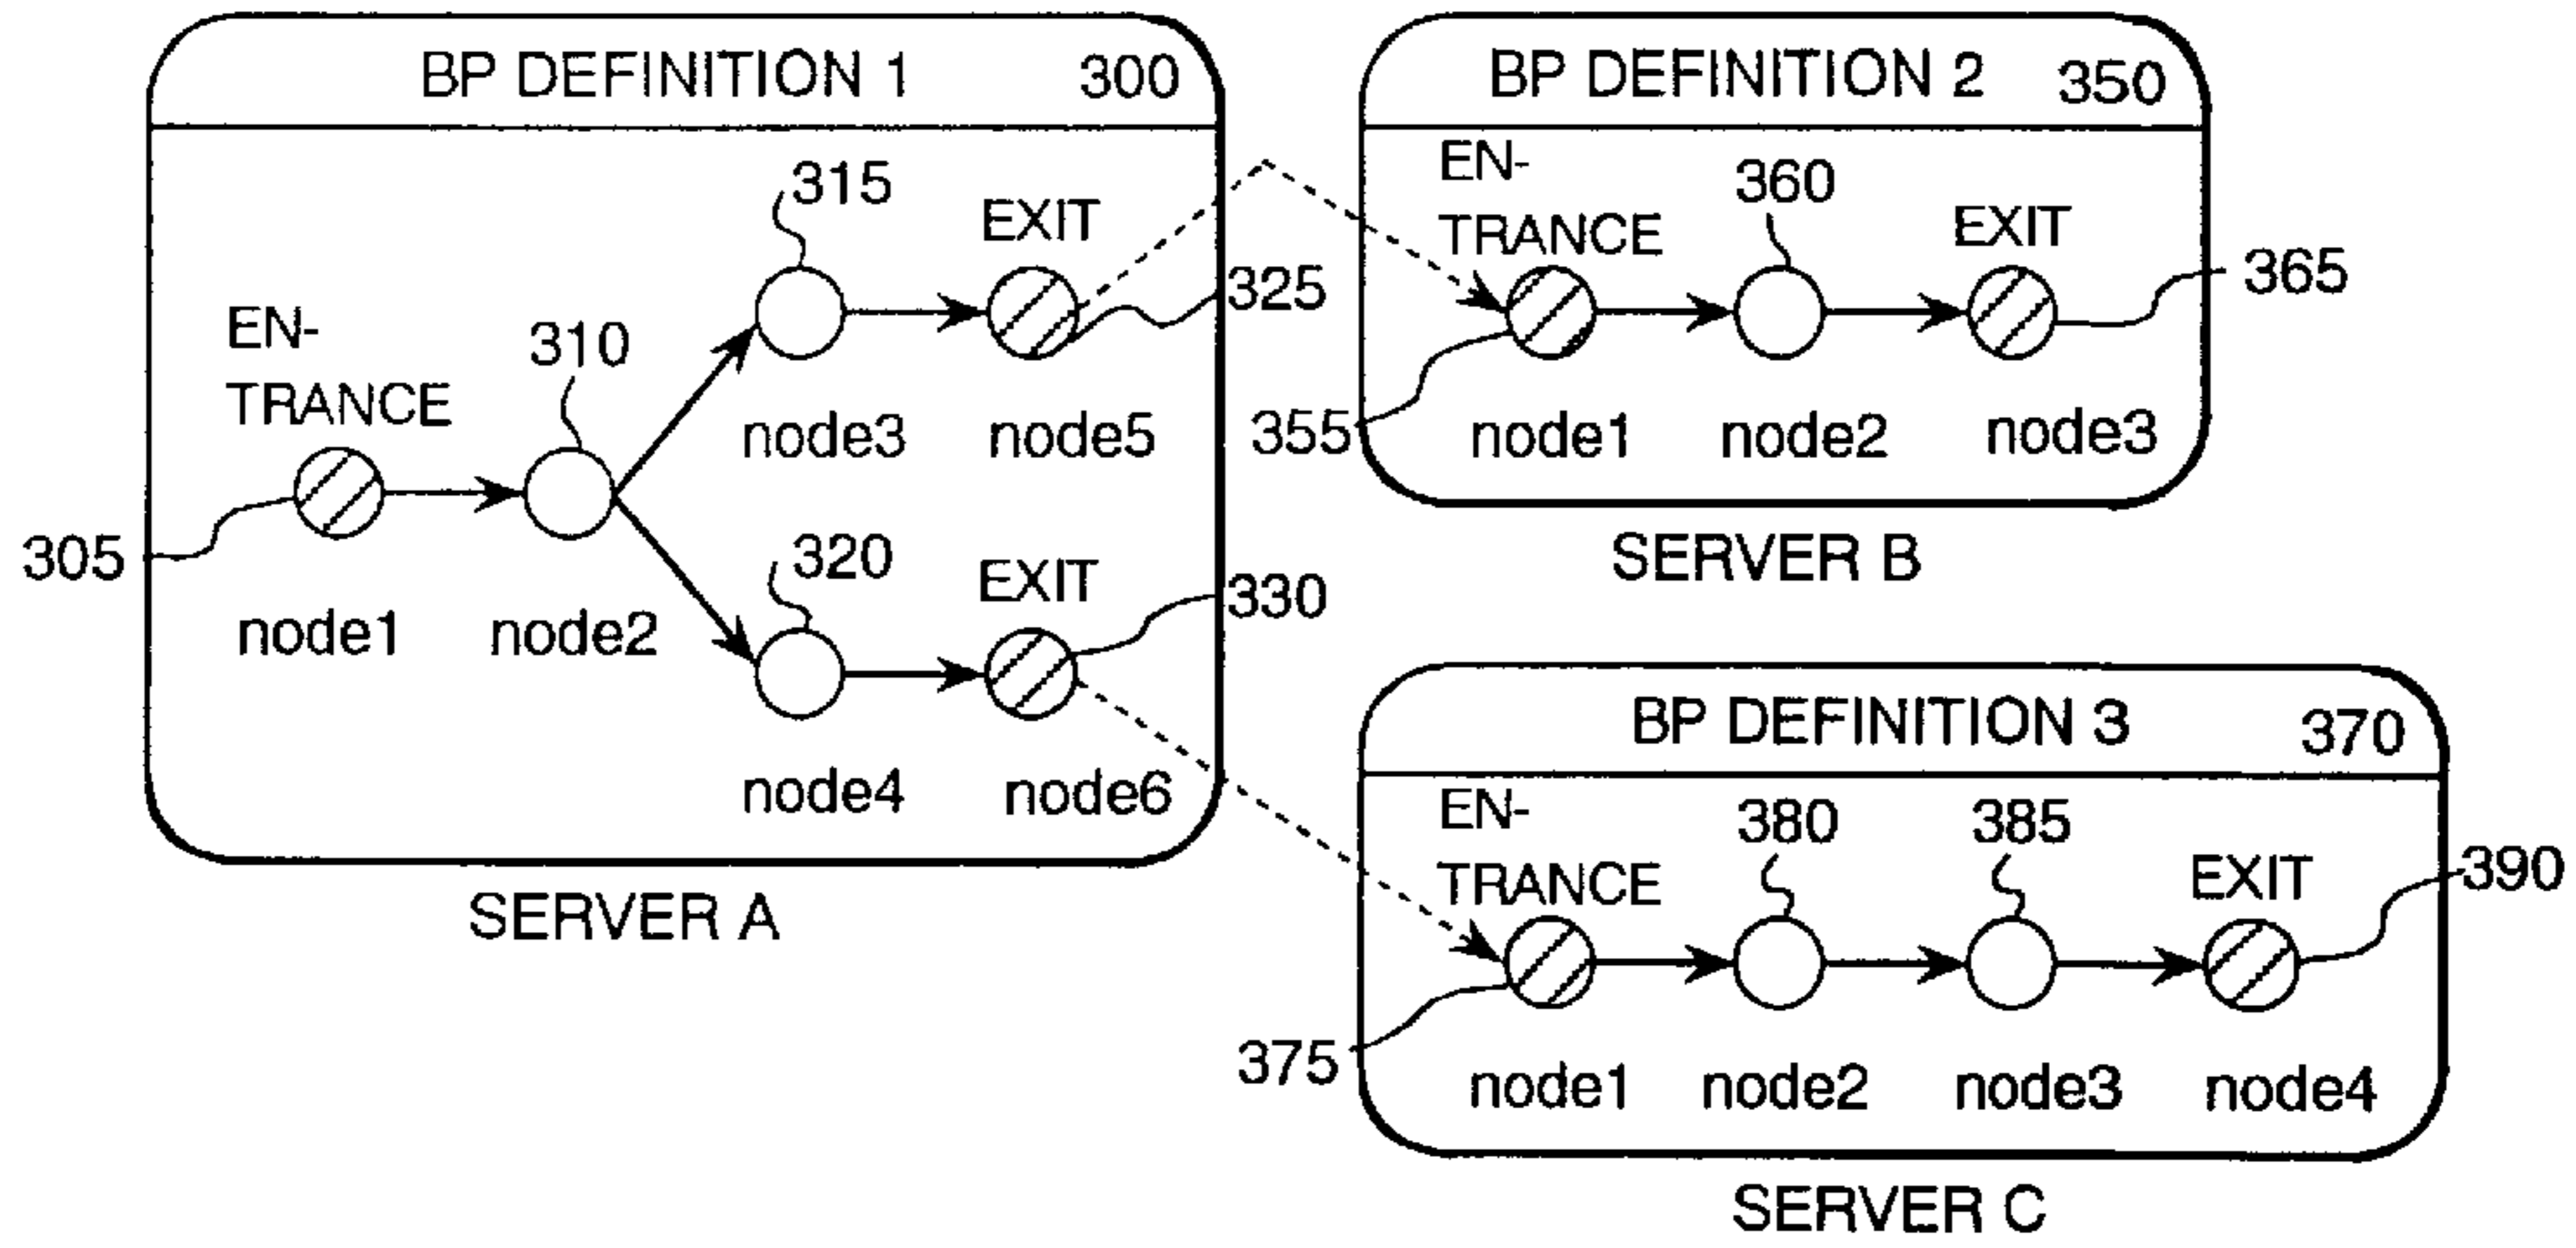 BP DEFINITION 1 300
315
EXIT
325
EN-
TRANCE
310
node3 node5
305
320
EXIT
330
node1 node2
node4 node6
SERVER A
BP DEFINITION 2 350
EN-
TRANCE
360
EXIT
365
355
node1 node2 node3
SERVER B
BP DEFINITION 3 370
EN-
TRANCE
380 385
EXIT
390
375
node1 node2 node3 node4
SERVER C